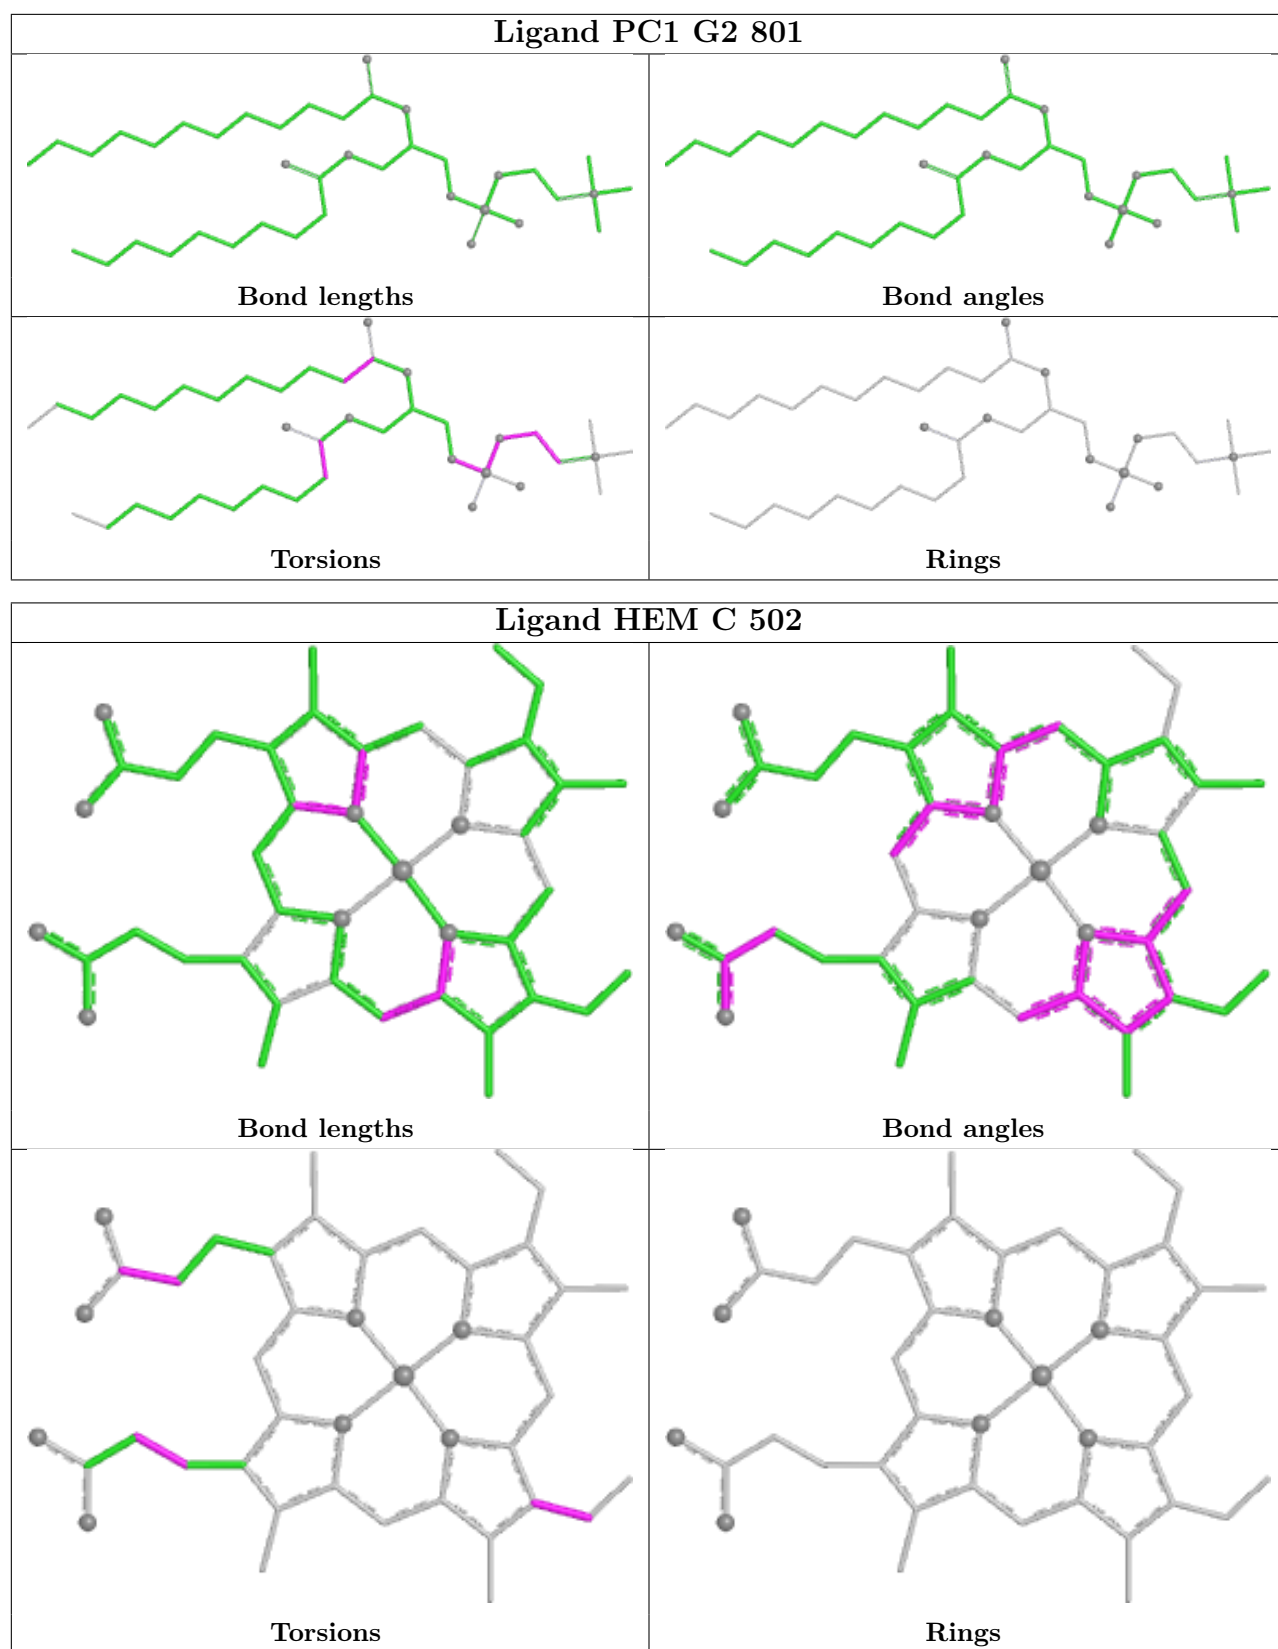 Ligand PC1 G2 801
Bond lengths
Bond angles
Torsions
Rings
Ligand HEM C 502
Bond lengths
Bond angles
Torsions
Rings